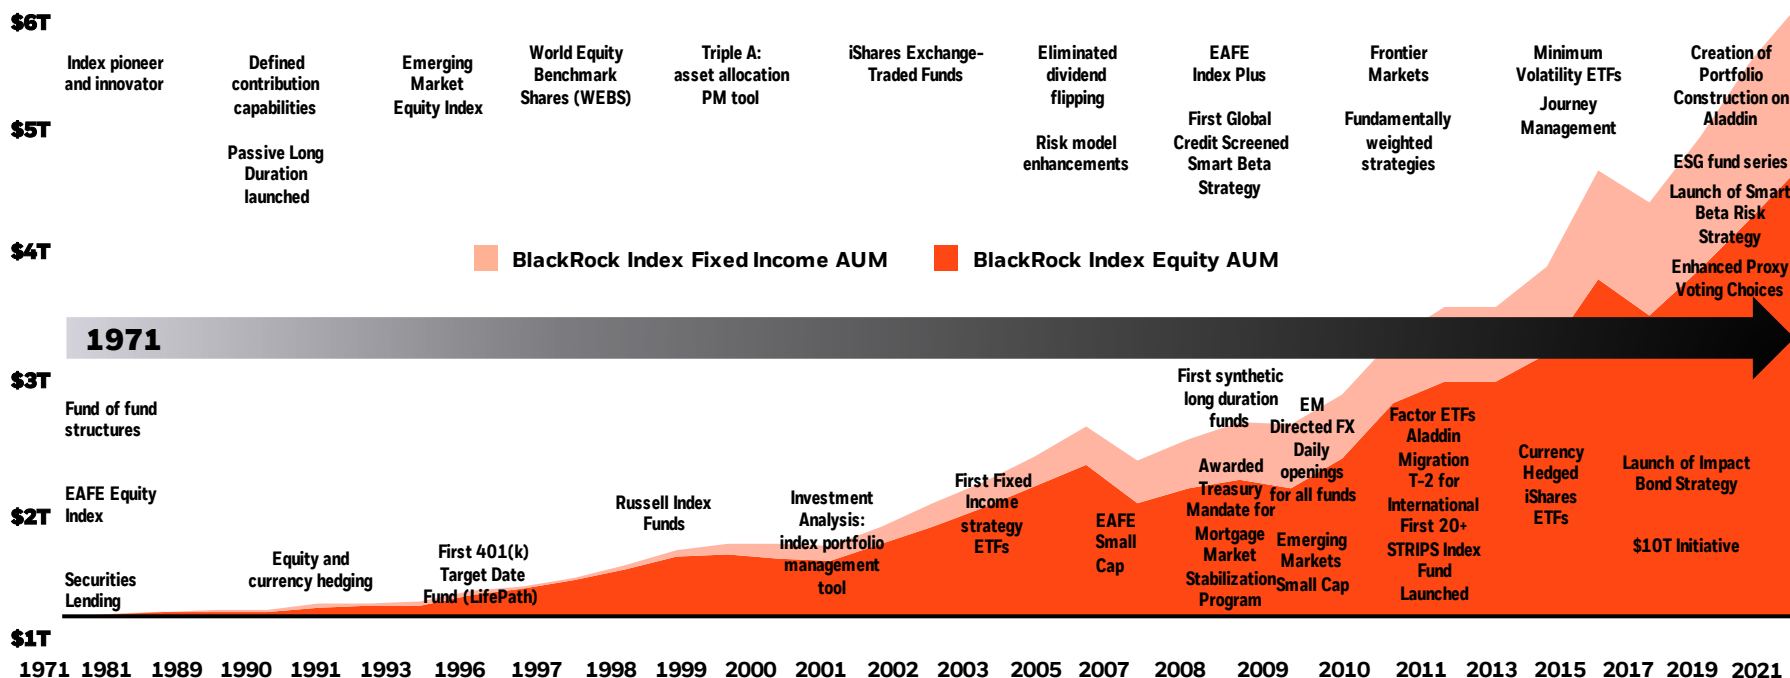 $6T
$5T
$4T
$3T
$2T
$1T
Index pioneer
and innovator
Defined
contribution
capabilities
Passive Long
Duration
launched
Emerging
Market
Equity Index
World Equity
Benchmark
Shares (WEBS)
Triple A:
asset allocation
PM tool
iShares Exchange-
Traded Funds
Eliminated
dividend
flipping
Risk model
enhancements
EAFE
Index Plus
First Global
Credit Screened
Smart Beta
Strategy
Frontier
Markets
Fundamentally
weighted
strategies
Minimum
Volatility ETFs
Journey
Management
Creation of
Portfolio
Construction on
Aladdin
ESG fund series
Launch of Smart
Beta Risk
Strategy
Enhanced Proxy
Voting Choices
BlackRock Index Fixed Income AUM
BlackRock Index Equity AUM
1971
Fund of fund
structures
EAFE Equity
Index
Securities
Lending
Equity and
currency hedging
First 401(k)
Target Date
Fund (LifePath)
Russell Index
Funds
Investment
Analysis:
index portfolio
management
tool
First Fixed
Income
strategy
ETFs
EAFE
Small
Cap
First synthetic
long duration
funds
Awarded
Treasury
Mandate for
Mortgage
Market
Stabilization
Program
EM
Directed FX
Daily
openings
for all funds
Emerging
Markets
Small Cap
Factor ETFs
Aladdin
Migration
T-2 for
International
First 20+
STRIPS Index
Fund
Launched
Currency
Hedged
iShares
ETFs
Launch of Impact
Bond Strategy
$10T Initiative
1971 1981 1989 1990 1991 1993 1996 1997 1998 1999 2000 2001 2002 2003 2005 2007 2008 2009 2010 2011 2013 2015 2017 2019 2021